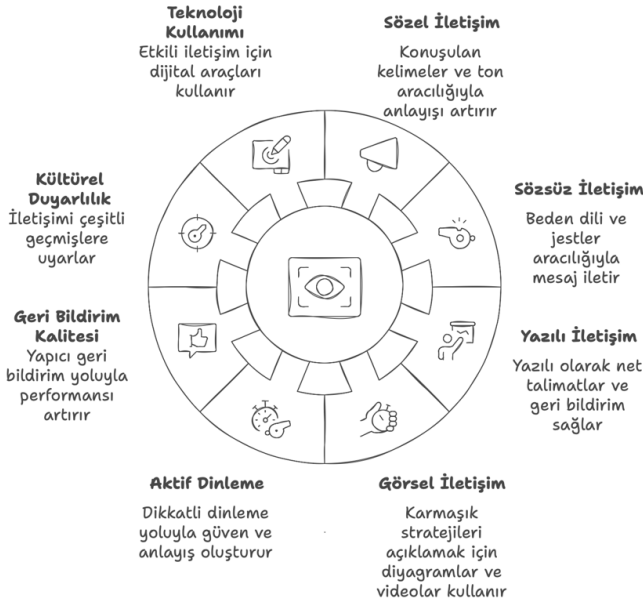 Teknoloji
Kullanımı
Etkili iletişim için
dijital araçları
kullanır
Sözel İletişim
Konuşulan
kelimeler ve ton
aracılığıyla
anlayışı artırır
Sözsüz İletişim
Beden dili ve
jestler
aracılığıyla
mesaj iletir
Yazılı İletişim
Yazılı olarak net
talimatlar ve
geri bildirim
sağlar
Görsel İletişim
Karmaşık
stratejileri
açıklamak için
diyagramlar ve
videolar kullanır
Aktif Dinleme
Dikkatli dinleme
yoluyla güven ve
anlayış oluşturur
Geri Bildirim
Kalitesi
Yapıcı geri
bildirim yoluyla
performansı
artırır
Kültürel
Duyarlılık
İletişimi çeşitli
geçmişlere
uyarlar